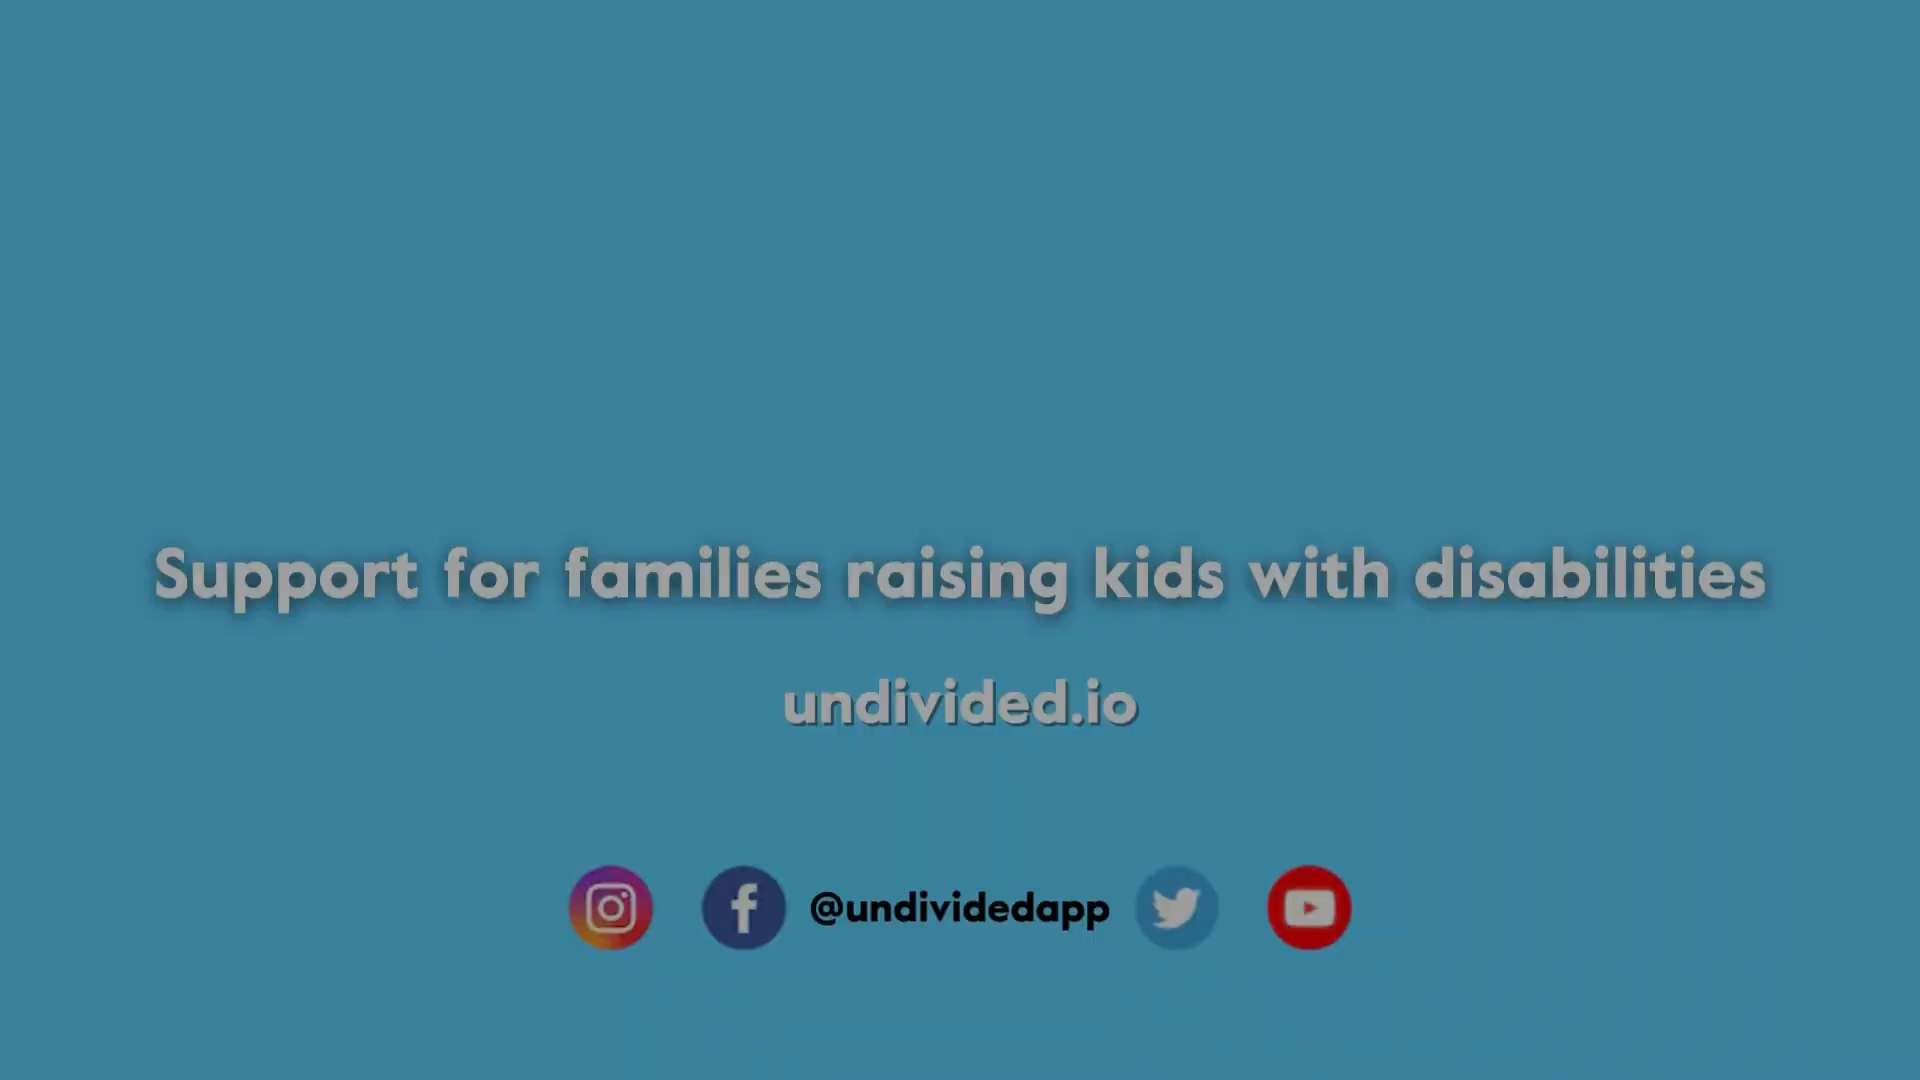 Support for families raising kids with disabilities
undivided.io
@undividedapp